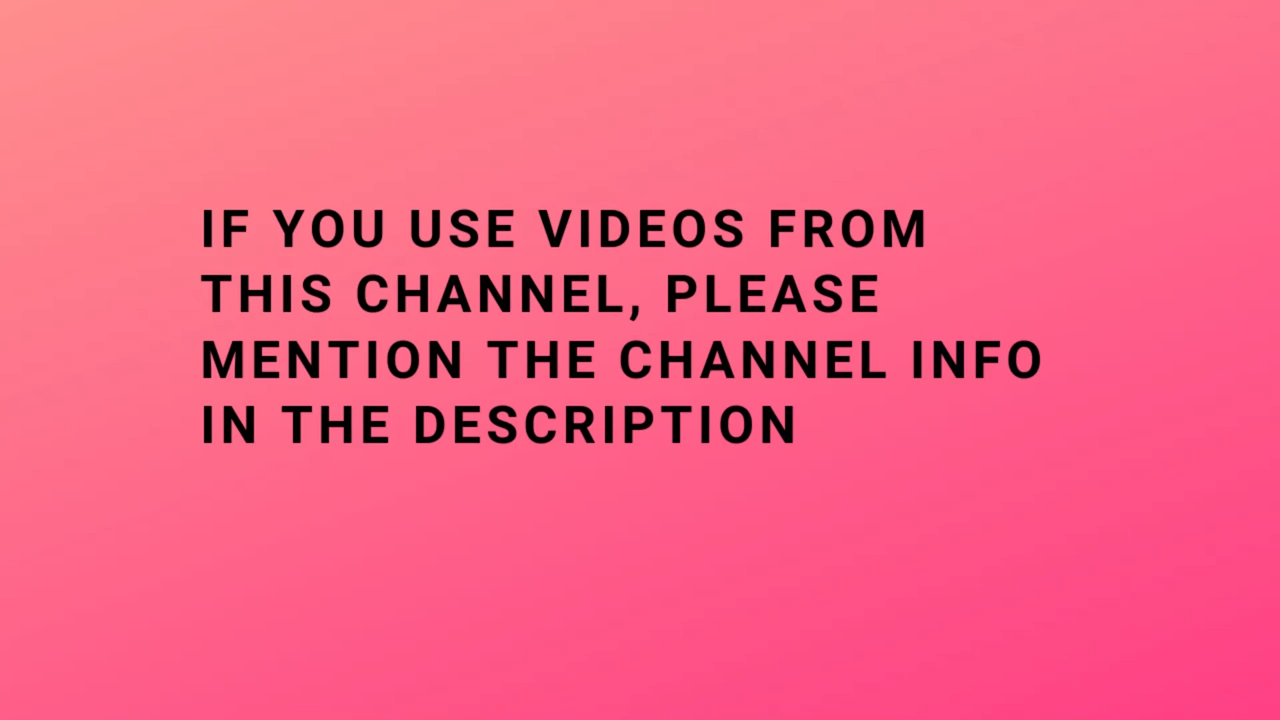 IF YOU USE VIDEOS FROM
THIS CHANNEL, PLEASE
MENTION THE CHANNEL INFO
IN THE DESCRIPTION